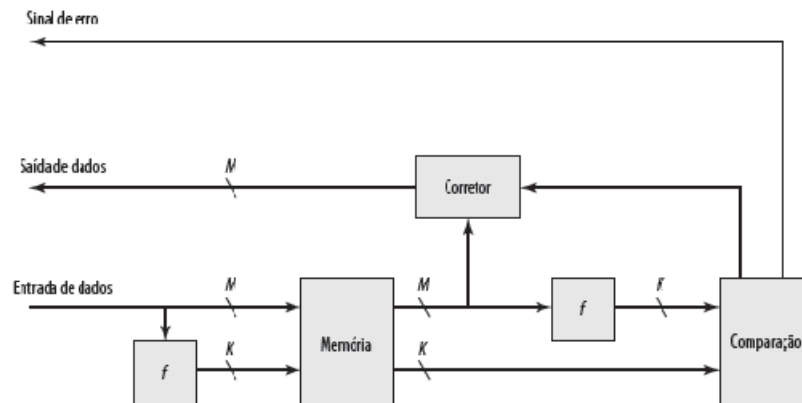 Sinal de erro
Saída de dados
M
Corretor
Entrada de dados
M
M
K
f
Memória
f
K
K
Comparação